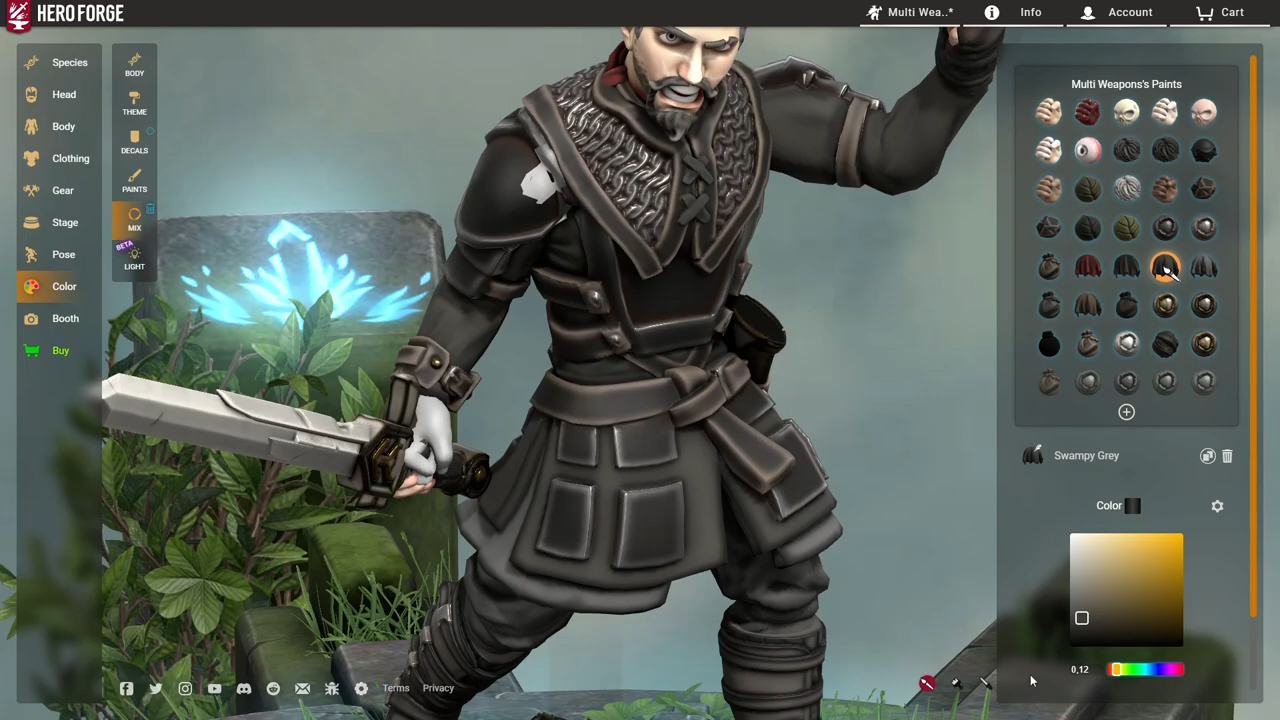 HERO FORGE
Multi Wea..*
Info
Account
Cart
Species
Head
Body
Clothing
Gear
Stage
Pose
Color
Booth
Buy
BODY
THEME
DECALS
PAINTS
MIX
BETA
LIGHT
Multi Weapons's Paints
Swampy Grey
Color
0,12
Terms
Privacy